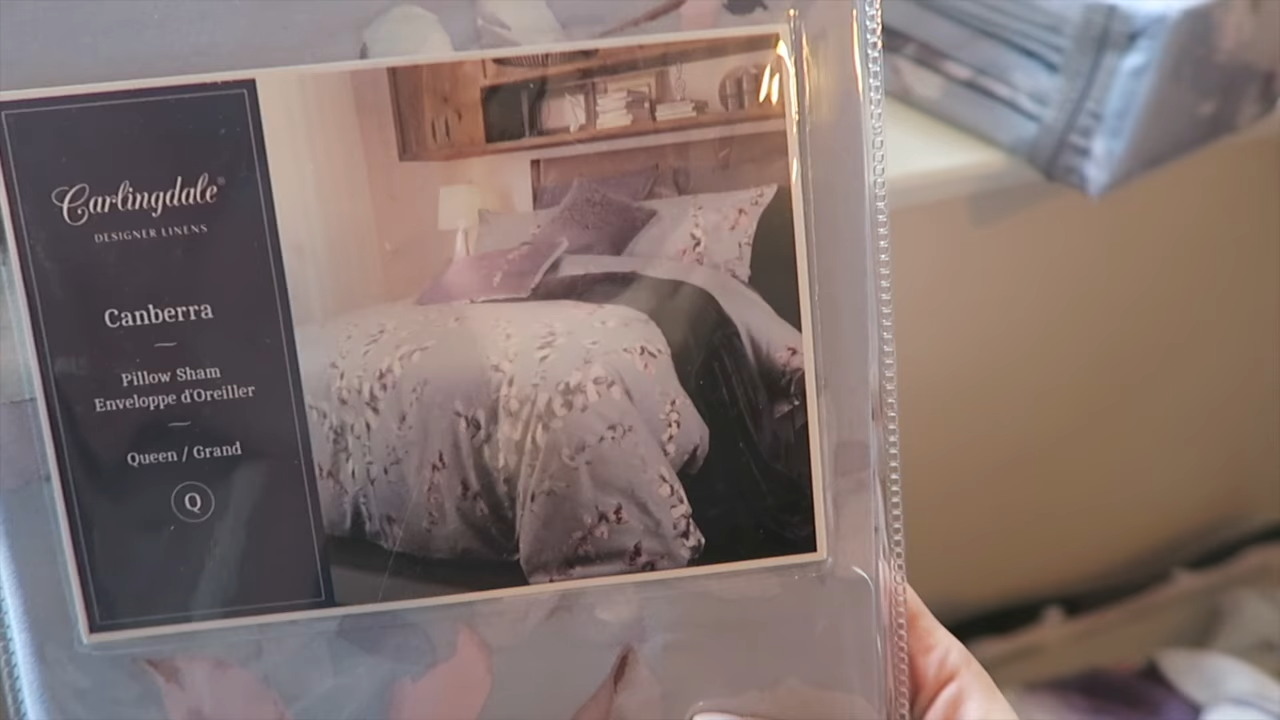 Carlingdale®
DESIGNER LINENS
Canberra
Pillow Sham
Enveloppe d'Oreiller
Queen / Grand
Q